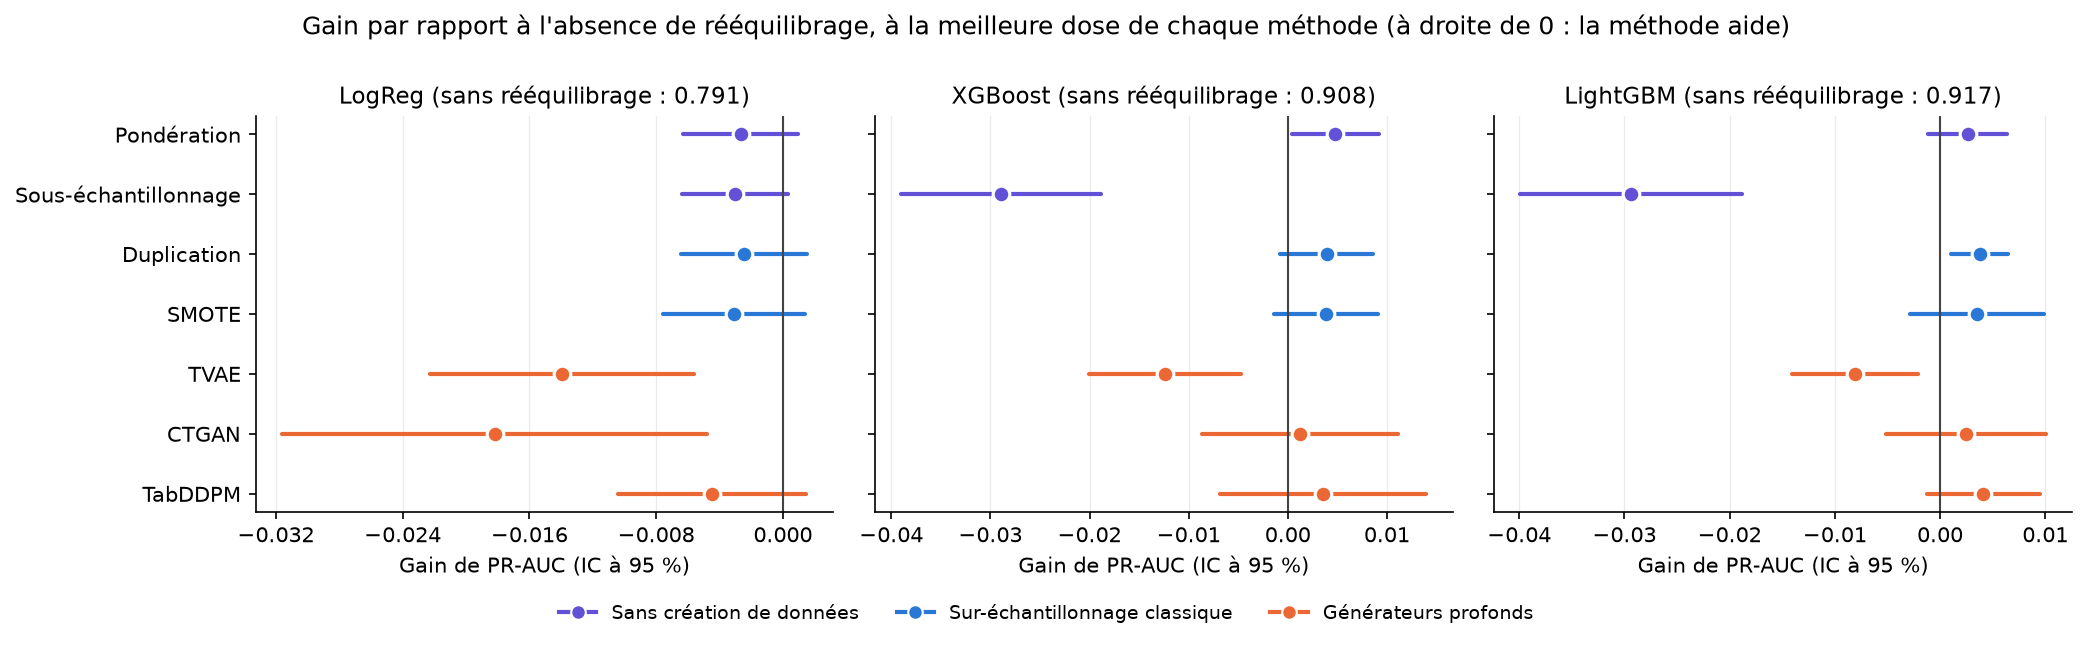 Gain par rapport à l'absence de rééquilibrage, à la meilleure dose de chaque méthode (à droite de 0 : la méthode aide)
LogReg (sans rééquilibrage : 0.791)
XGBoost (sans rééquilibrage : 0.908)
LightGBM (sans rééquilibrage : 0.917)
Pondération
Sous-échantillonnage
Duplication
SMOTE
TVAE
CTGAN
TabDDPM
−0.032 −0.024 −0.016 −0.008 0.000
−0.04 −0.03 −0.02 −0.01 0.00 0.01
−0.04 −0.03 −0.02 −0.01 0.00 0.01
Gain de PR-AUC (IC à 95 %)
Gain de PR-AUC (IC à 95 %)
Gain de PR-AUC (IC à 95 %)
Sans création de données
Sur-échantillonnage classique
Générateurs profonds